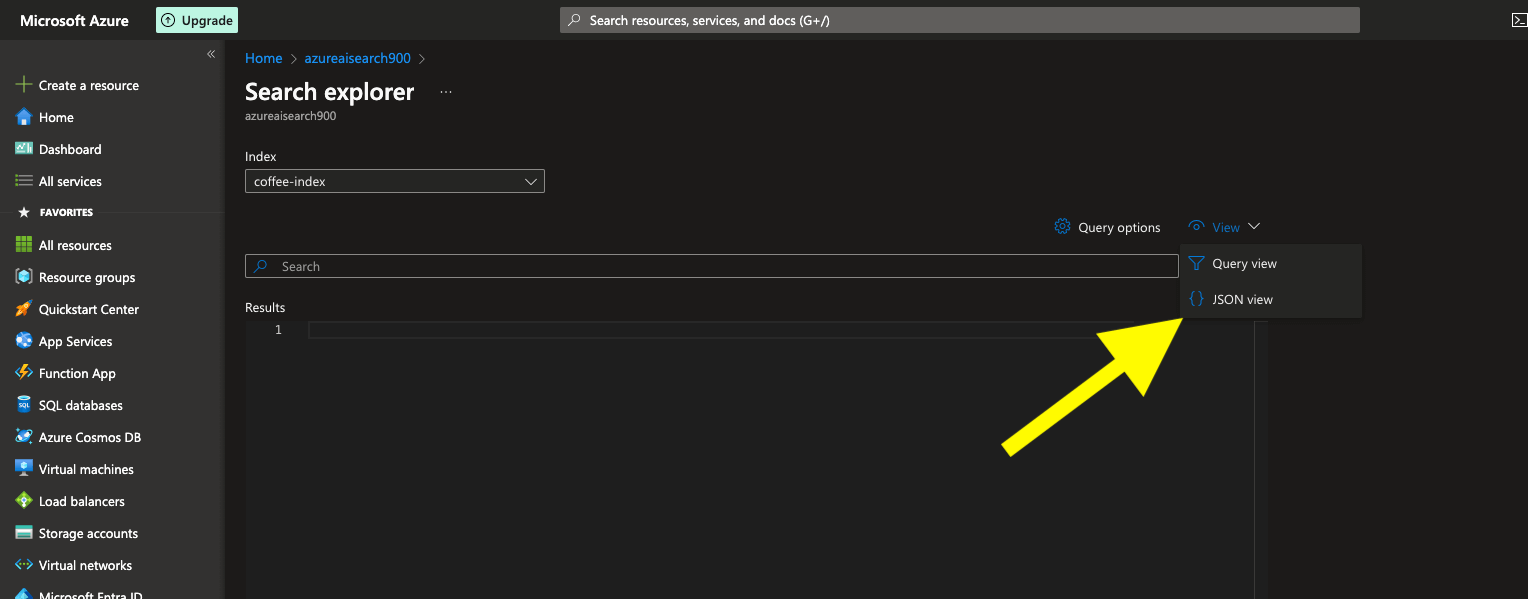 Microsoft Azure
Upgrade
Search resources, services, and docs (G+/)
Create a resource
Home
Dashboard
All services
FAVORITES
All resources
Resource groups
Quickstart Center
App Services
Function App
SQL databases
Azure Cosmos DB
Virtual machines
Load balancers
Storage accounts
Virtual networks
Microsoft Entra ID
Home > azureaisearch900 >
Search explorer ...
azureaisearch900
Index
coffee-index
Query options
View
Query view
JSON view
Search
Results
1